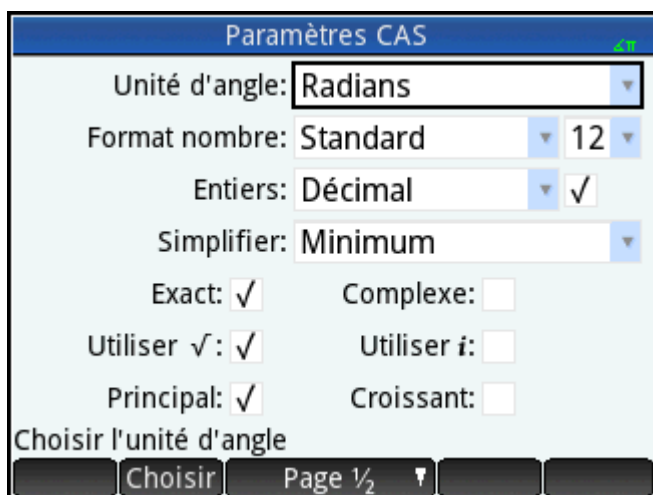 Paramètres CAS
∡π
Unité d'angle: Radians
Format nombre: Standard 12
Entiers: Décimal √
Simplifier: Minimum
Exact: √ Complexe:
Utiliser √: √ Utiliser i:
Principal: √ Croissant:
Choisir l'unité d'angle
Choisir Page ½